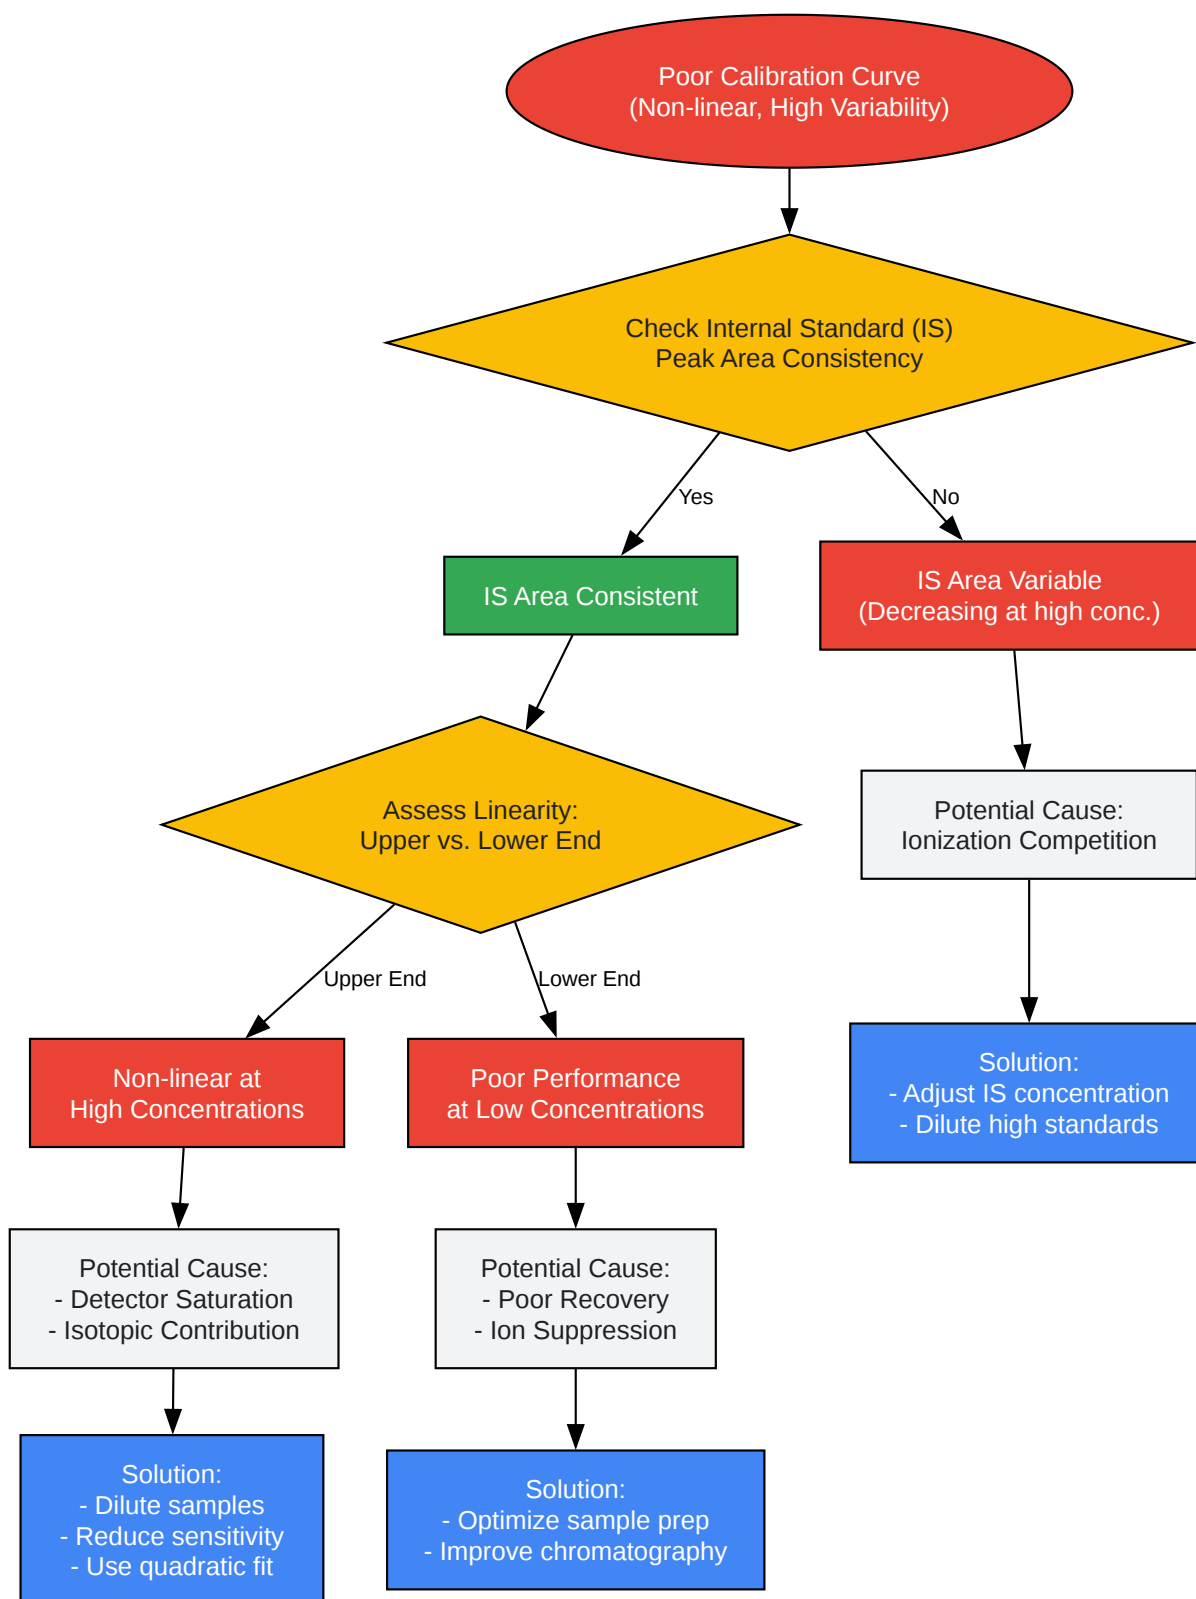 Poor Calibration Curve
(Non-linear, High Variability)
Check Internal Standard (IS)
Peak Area Consistency
Yes
No
IS Area Consistent
IS Area Variable
(Decreasing at high conc.)
Assess Linearity:
Upper vs. Lower End
Potential Cause:
Ionization Competition
Upper End
Lower End
Non-linear at
High Concentrations
Poor Performance
at Low Concentrations
Solution:
- Adjust IS concentration
- Dilute high standards
Potential Cause:
- Detector Saturation
- Isotopic Contribution
Potential Cause:
- Poor Recovery
- Ion Suppression
Solution:
- Dilute samples
- Reduce sensitivity
- Use quadratic fit
Solution:
- Optimize sample prep
- Improve chromatography